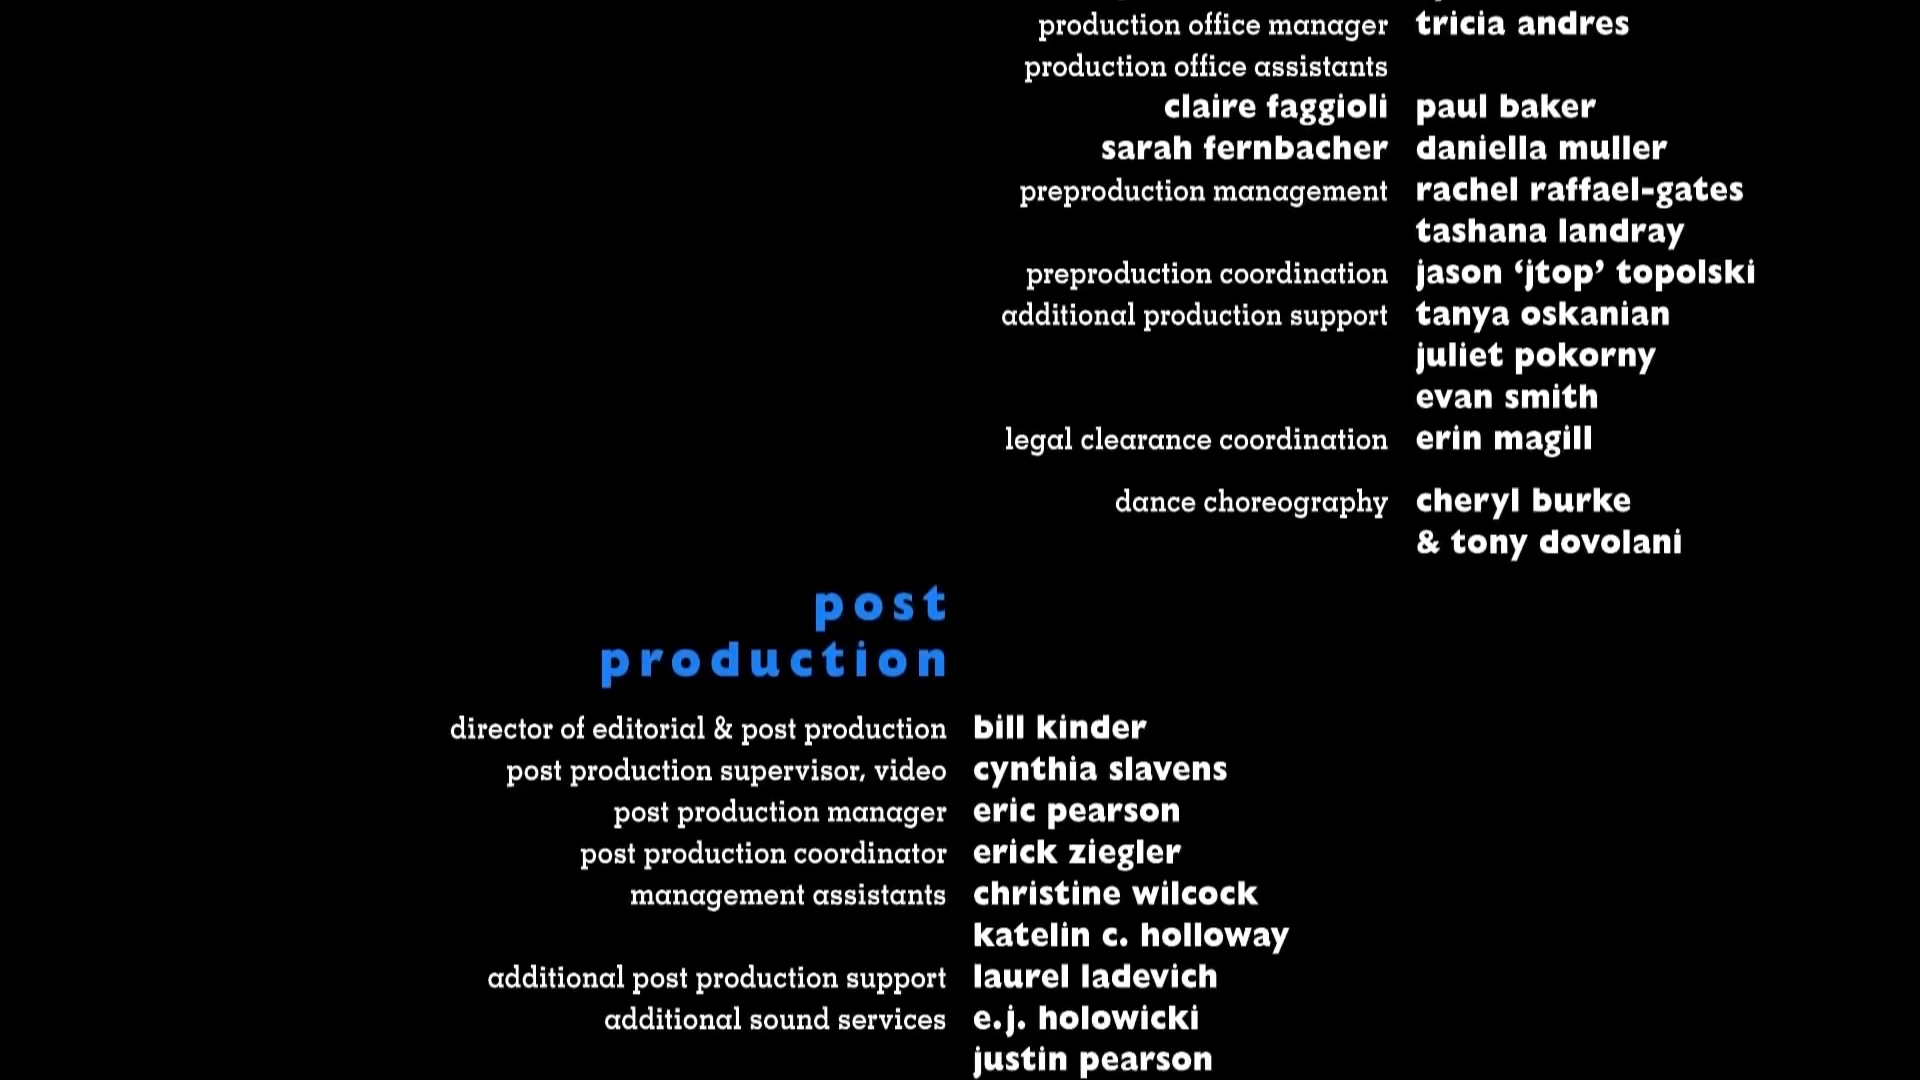 production office manager tricia andres
production office assistants
claire faggioli paul baker
sarah fernbacher daniella muller
preproduction management rachel raffael-gates
tashana landray
preproduction coordination jason ‘jtop’ topolski
additional production support tanya oskanian
juliet pokorny
evan smith
legal clearance coordination erin magill
dance choreography cheryl burke
& tony dovolani
post
production
director of editorial & post production bill kinder
post production supervisor, video cynthia slavens
post production manager eric pearson
post production coordinator erick ziegler
management assistants christine wilcock
katelin c. holloway
additional post production support laurel ladevich
additional sound services e.j. holowicki
justin pearson